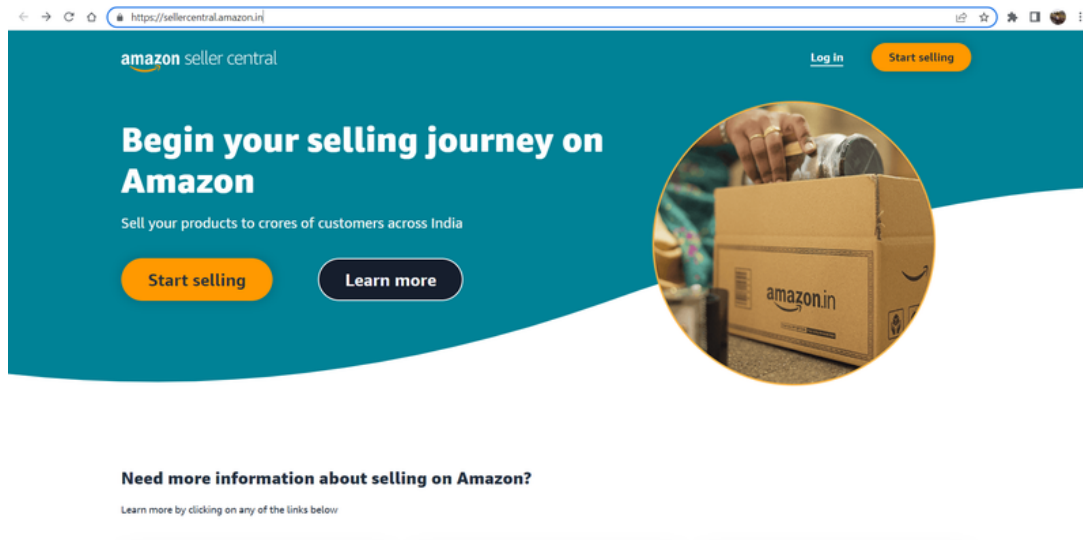 https://sellercentral.amazon.in
amazon seller central
Log in
Start selling
Begin your selling journey on
Amazon
Sell your products to crores of customers across India
Start selling
Learn more
amazon.in
Need more information about selling on Amazon?
Learn more by clicking on any of the links below